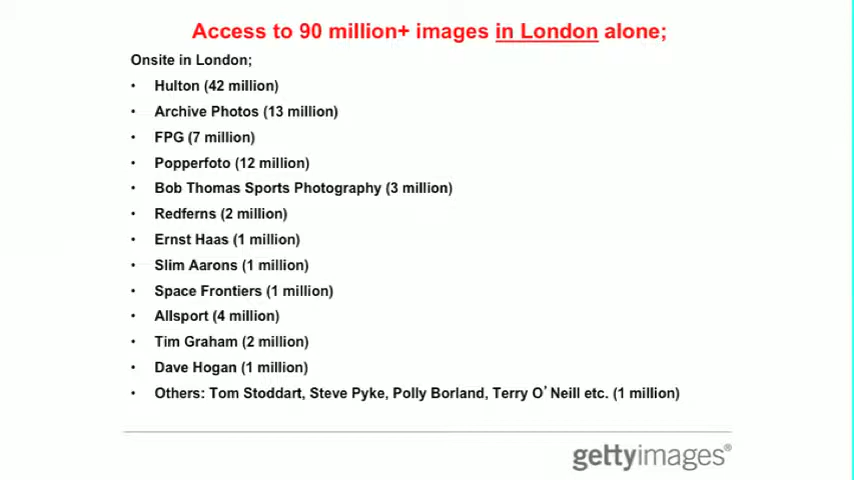 Access to 90 million+ images in London alone;
Onsite in London;
• Hulton (42 million)
• Archive Photos (13 million)
• FPG (7 million)
• Popperfoto (12 million)
• Bob Thomas Sports Photography (3 million)
• Redferns (2 million)
• Ernst Haas (1 million)
• Slim Aarons (1 million)
• Space Frontiers (1 million)
• Allsport (4 million)
• Tim Graham (2 million)
• Dave Hogan (1 million)
• Others: Tom Stoddart, Steve Pyke, Polly Borland, Terry O’Neill etc. (1 million)
gettyimages®